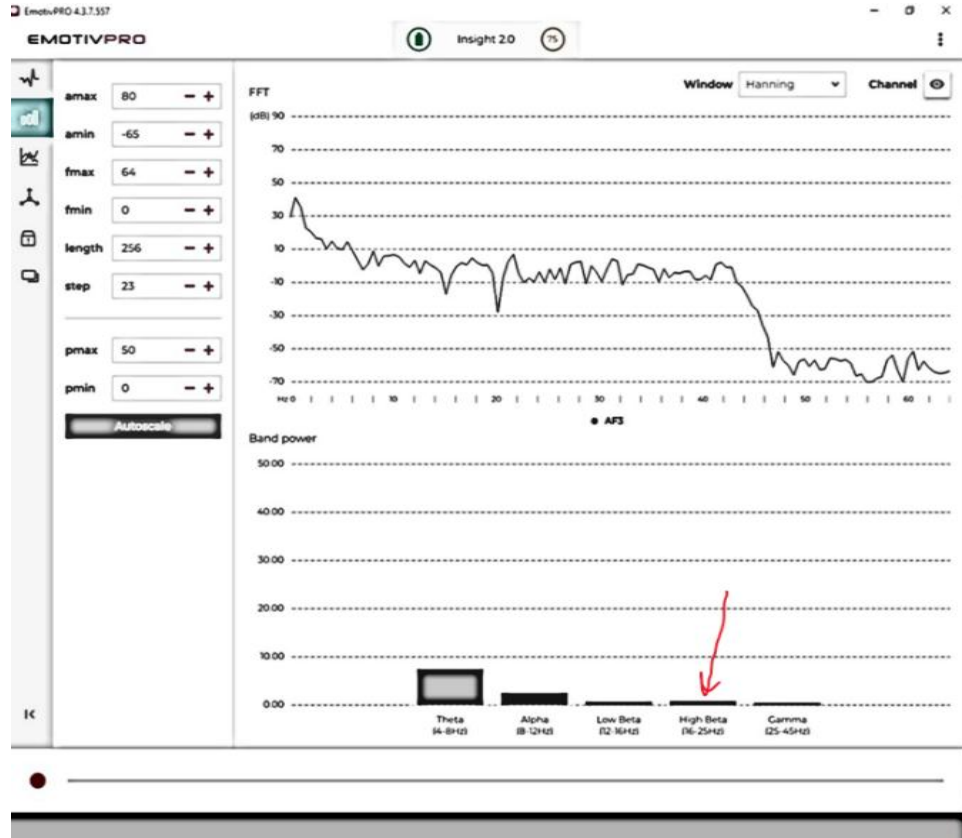 EmotivPRO 4.3.7.557
EMOTIVPRO
Insight 2.0
75
amax 80 - +
amin -65 - +
fmax 64 - +
fmin 0 - +
length 256 - +
step 23 - +
pmax 50 - +
pmin 0 - +
Autoscale
FFT
Window Hanning
Channel
(dB) 90
70
50
30
10
-10
-30
-50
-70
Hz 0 10 20 30 40 50 60
AF3
Band power
50.00
40.00
30.00
20.00
10.00
0.00
Theta Alpha Low Beta High Beta Gamma
(4-8Hz) (8-12Hz) (12-16Hz) (16-25Hz) (25-45Hz)